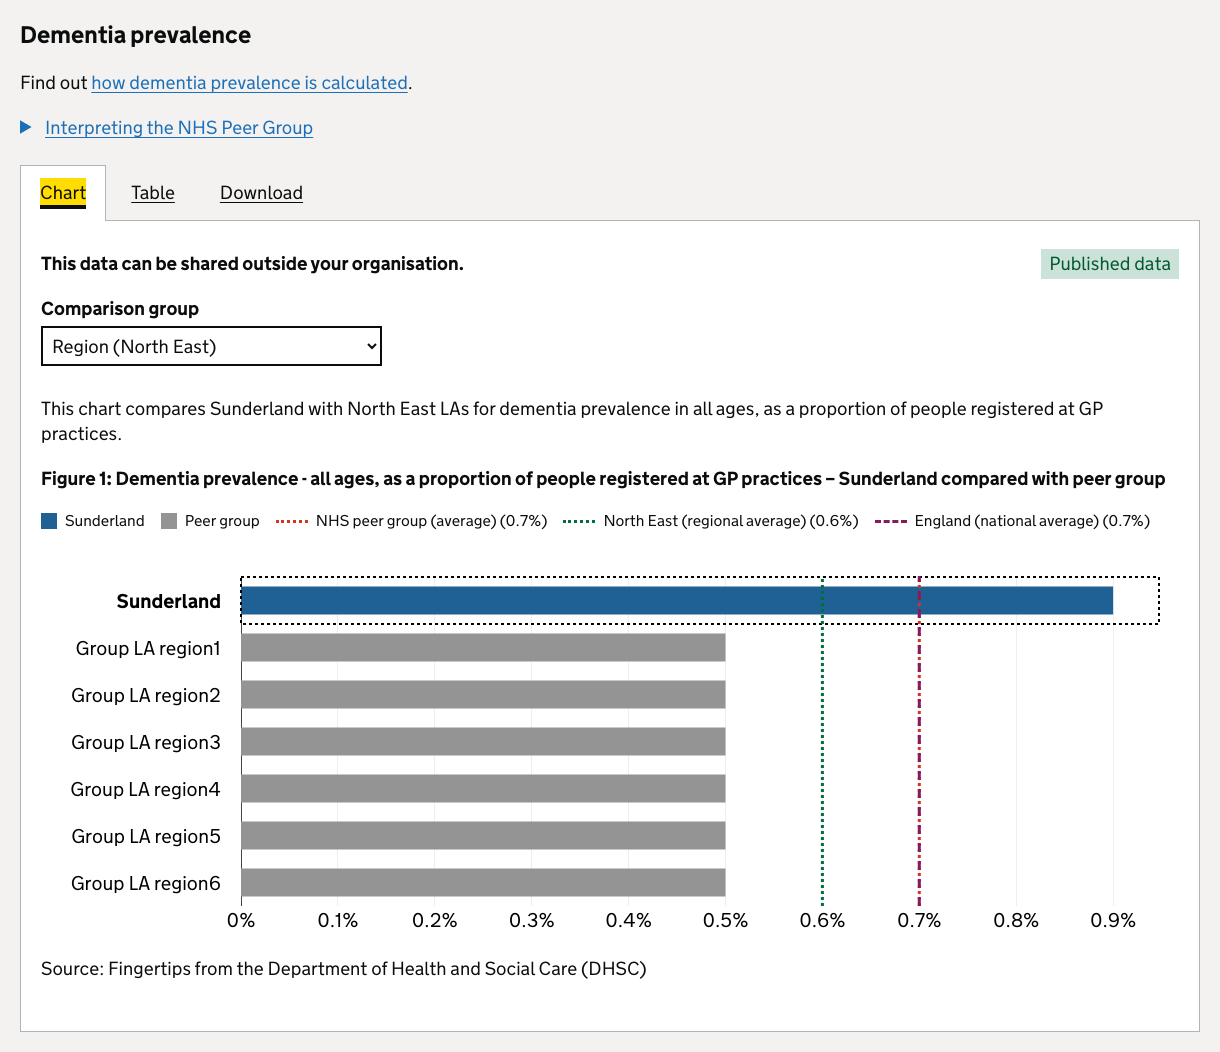 Dementia prevalence
Find out how dementia prevalence is calculated.
Interpreting the NHS Peer Group
Chart Table Download
This data can be shared outside your organisation. Published data
Comparison group
Region (North East)
This chart compares Sunderland with North East LAs for dementia prevalence in all ages, as a proportion of people registered at GP
practices.
Figure 1: Dementia prevalence - all ages, as a proportion of people registered at GP practices – Sunderland compared with peer group
Sunderland Peer group NHS peer group (average) (0.7%) North East (regional average) (0.6%) England (national average) (0.7%)
Sunderland
Group LA region1
Group LA region2
Group LA region3
Group LA region4
Group LA region5
Group LA region6
0% 0.1% 0.2% 0.3% 0.4% 0.5% 0.6% 0.7% 0.8% 0.9%
Source: Fingertips from the Department of Health and Social Care (DHSC)